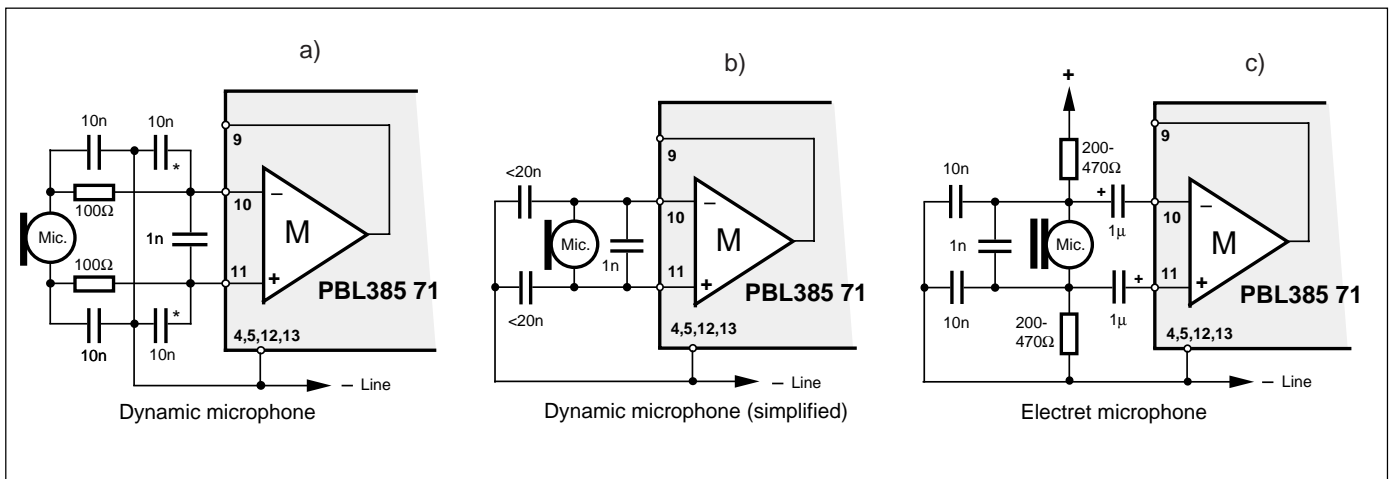 a)
10n
10n
*
9
100Ω
10
−
Mic.
1n
M
100Ω
11
+
PBL385 71
*
10n
10n
4,5,12,13
− Line
Dynamic microphone
b)
9
<20n
10
−
Mic.
M
1n
11
+
PBL385 71
<20n
4,5,12,13
− Line
Dynamic microphone (simplified)
c)
+
9
200-
470Ω
10n
+
10
−
1μ
1n
Mic.
M
11
+
+
PBL385 71
10n
1μ
200-
470Ω
4,5,12,13
− Line
Electret microphone